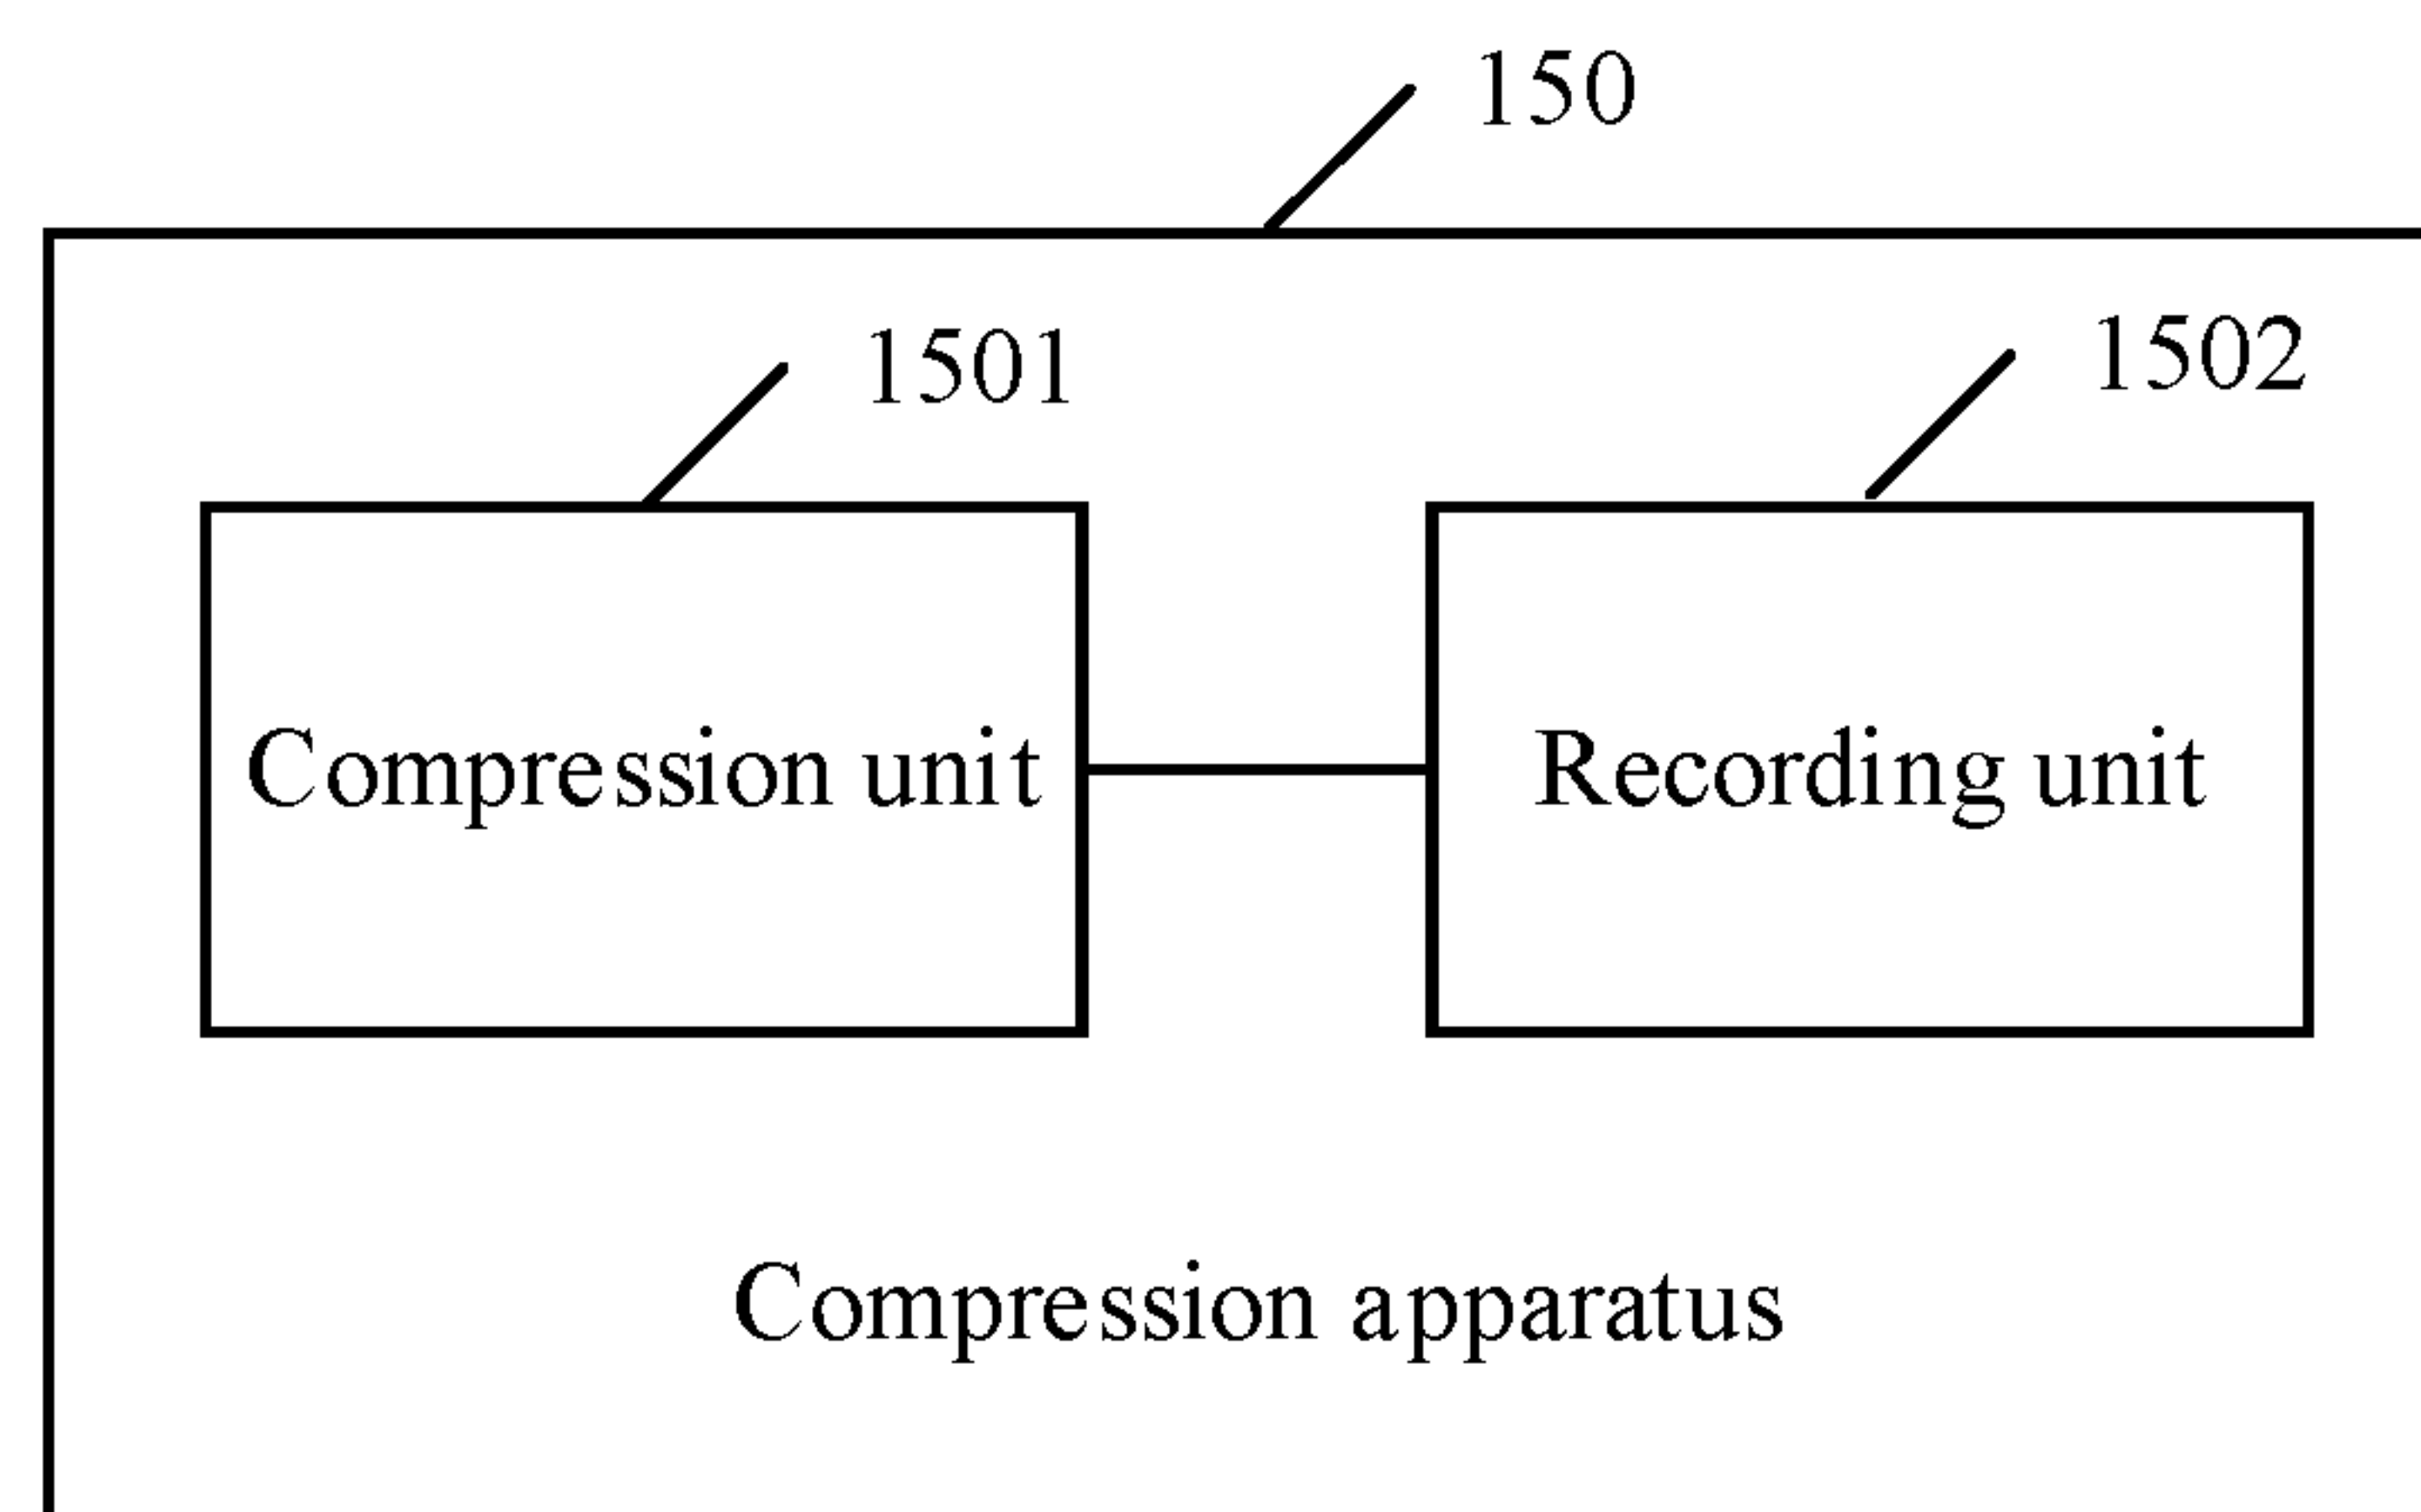 150
1501
1502
Compression unit
Recording unit
Compression apparatus